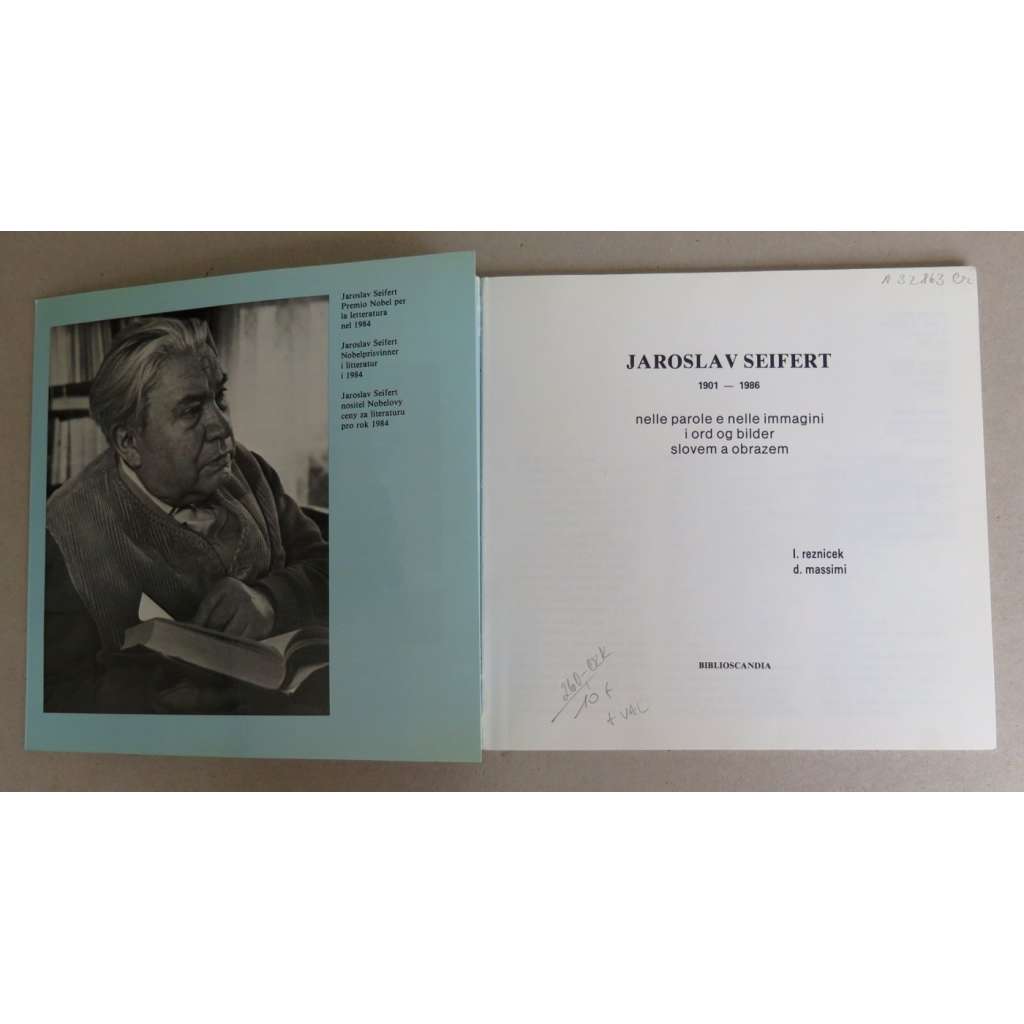 Jaroslav Seifert
Premio Nobel per
la letteratura
nel 1984
Jaroslav Seifert
Nobelprisvinner
i litteratur
i 1984
Jaroslav Seifert
nositel Nobelovy
ceny za literaturu
pro rok 1984
JAROSLAV SEIFERT
1901 — 1986
nelle parole e nelle immagini
i ord og bilder
slovem a obrazem
l. reznicek
d. massimi
BIBLIOSCANDIA